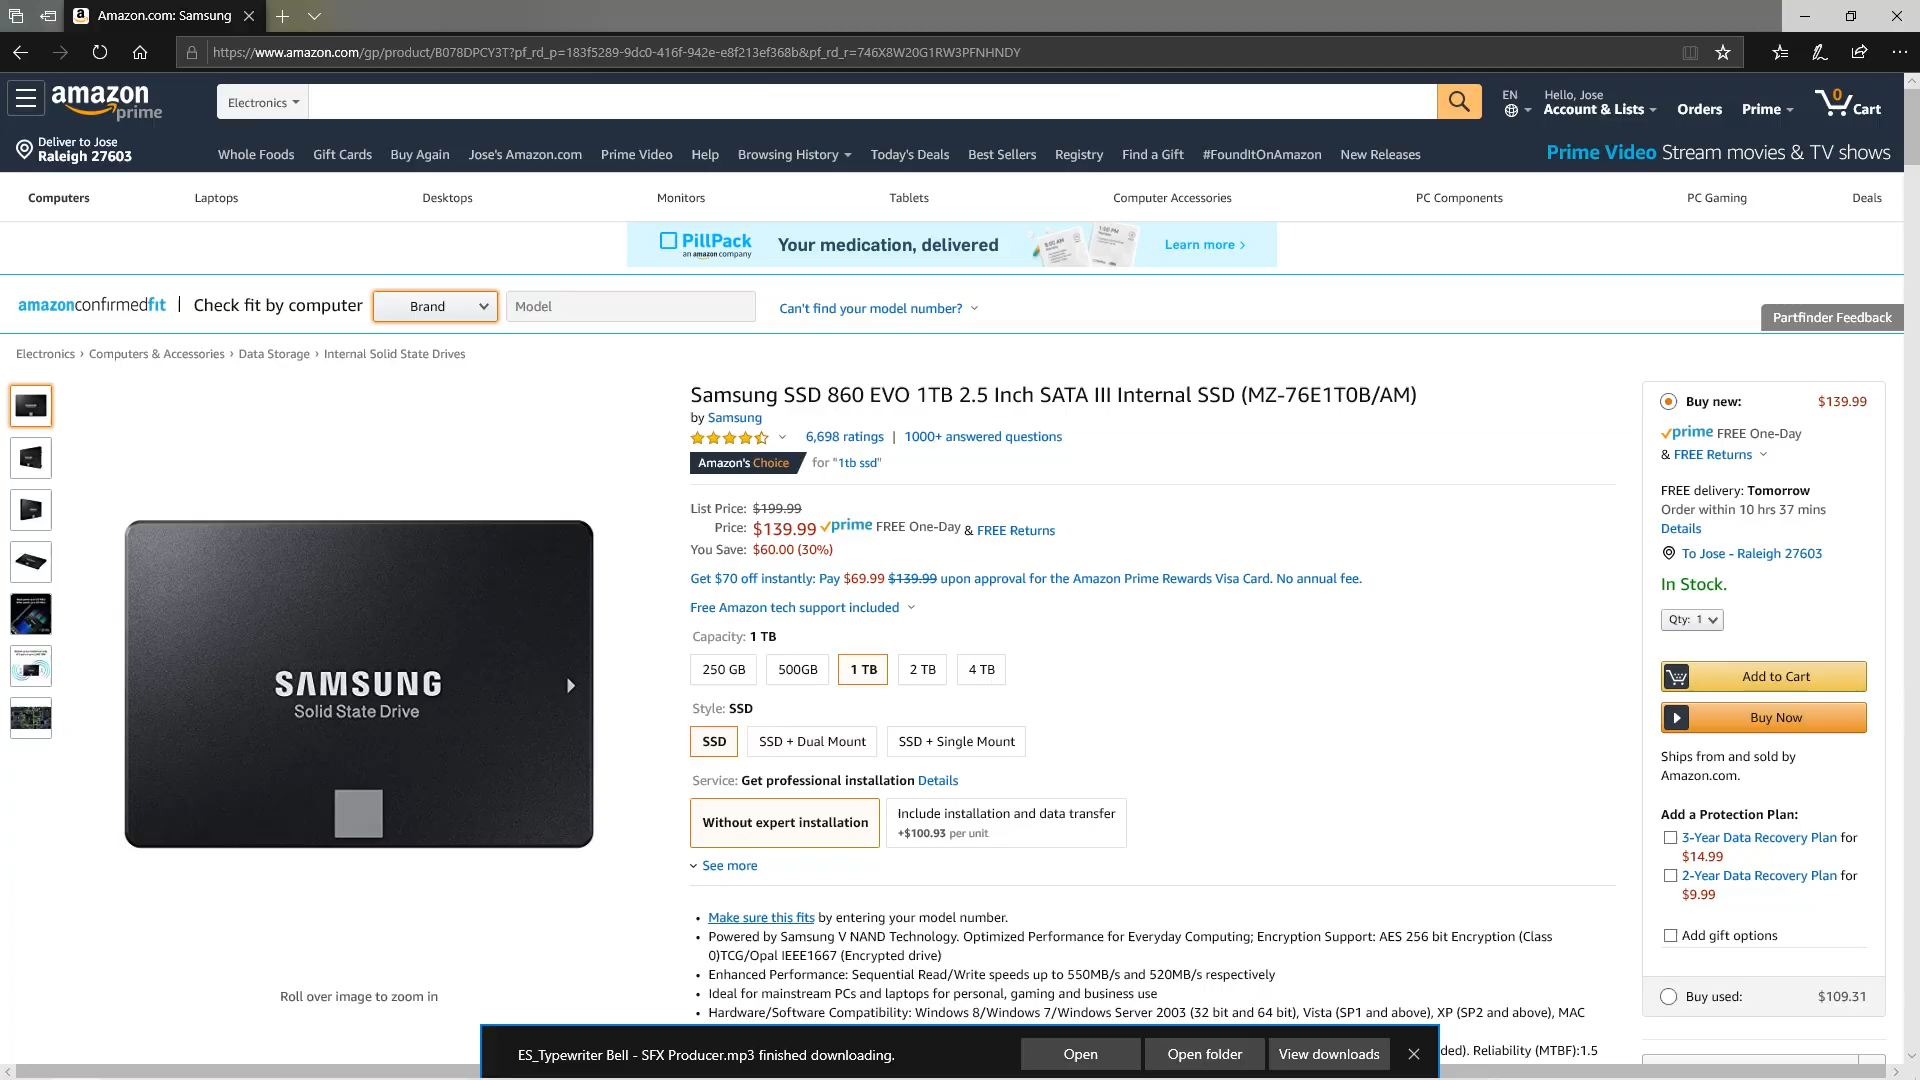 Amazon.com: Samsung
https://www.amazon.com/gp/product/B078DPCY3T?pf_rd_p=183f5289-9dc0-416f-942e-e8f213ef368b&pf_rd_r=746X8W20G1RW3PFNHNDY
amazon prime
Electronics
EN
Hello, Jose
Account & Lists
Orders
Prime
0
Cart
Deliver to Jose
Raleigh 27603
Whole Foods Gift Cards Buy Again Jose's Amazon.com Prime Video Help Browsing History Today's Deals Best Sellers Registry Find a Gift #FoundItOnAmazon New Releases
Prime Video Stream movies & TV shows
Computers Laptops Desktops Monitors Tablets Computer Accessories PC Components PC Gaming Deals
PillPack
an amazon company
Your medication, delivered
Learn more ›
amazonconfirmedfit | Check fit by computer Brand Model Can't find your model number?
Partfinder Feedback
Electronics › Computers & Accessories › Data Storage › Internal Solid State Drives
SAMSUNG
Solid State Drive
Roll over image to zoom in
Samsung SSD 860 EVO 1TB 2.5 Inch SATA III Internal SSD (MZ-76E1T0B/AM)
by Samsung
6,698 ratings | 1000+ answered questions
Amazon's Choice for "1tb ssd"
List Price: $199.99
Price: $139.99 prime FREE One-Day & FREE Returns
You Save: $60.00 (30%)
Get $70 off instantly: Pay $69.99 $139.99 upon approval for the Amazon Prime Rewards Visa Card. No annual fee.
Free Amazon tech support included
Capacity: 1 TB
250 GB 500GB 1 TB 2 TB 4 TB
Style: SSD
SSD SSD + Dual Mount SSD + Single Mount
Service: Get professional installation Details
Without expert installation
Include installation and data transfer
+$100.93 per unit
See more
• Make sure this fits by entering your model number.
• Powered by Samsung V NAND Technology. Optimized Performance for Everyday Computing; Encryption Support: AES 256 bit Encryption (Class
0)TCG/Opal IEEE1667 (Encrypted drive)
• Enhanced Performance: Sequential Read/Write speeds up to 550MB/s and 520MB/s respectively
• Ideal for mainstream PCs and laptops for personal, gaming and business use
• Hardware/Software Compatibility: Windows 8/Windows 7/Windows Server 2003 (32 bit and 64 bit), Vista (SP1 and above), XP (SP2 and above), MAC
ded). Reliability (MTBF):1.5
Buy new: $139.99
prime FREE One-Day
& FREE Returns
FREE delivery: Tomorrow
Order within 10 hrs 37 mins
Details
To Jose - Raleigh 27603
In Stock.
Qty: 1
Add to Cart
Buy Now
Ships from and sold by
Amazon.com.
Add a Protection Plan:
3-Year Data Recovery Plan for
$14.99
2-Year Data Recovery Plan for
$9.99
Add gift options
Buy used: $109.31
ES_Typewriter Bell - SFX Producer.mp3 finished downloading.
Open
Open folder
View downloads